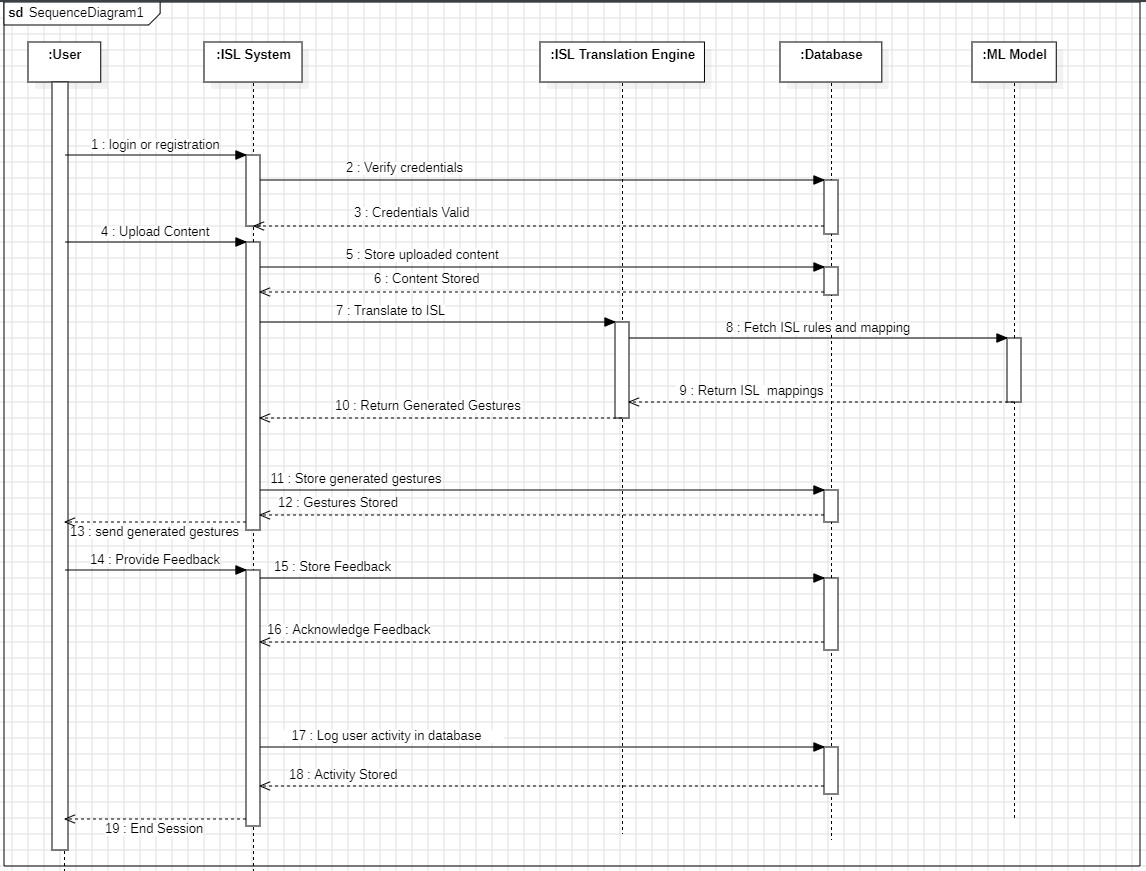 sd SequenceDiagram1
:User
:ISL System
:ISL Translation Engine
:Database
:ML Model
1 : login or registration
2 : Verify credentials
3 : Credentials Valid
4 : Upload Content
5 : Store uploaded content
6 : Content Stored
7 : Translate to ISL
8 : Fetch ISL rules and mapping
9 : Return ISL  mappings
10 : Return Generated Gestures
11 : Store generated gestures
12 : Gestures Stored
13 : send generated gestures
14 : Provide Feedback
15 : Store Feedback
16 : Acknowledge Feedback
17 : Log user activity in database
18 : Activity Stored
19 : End Session